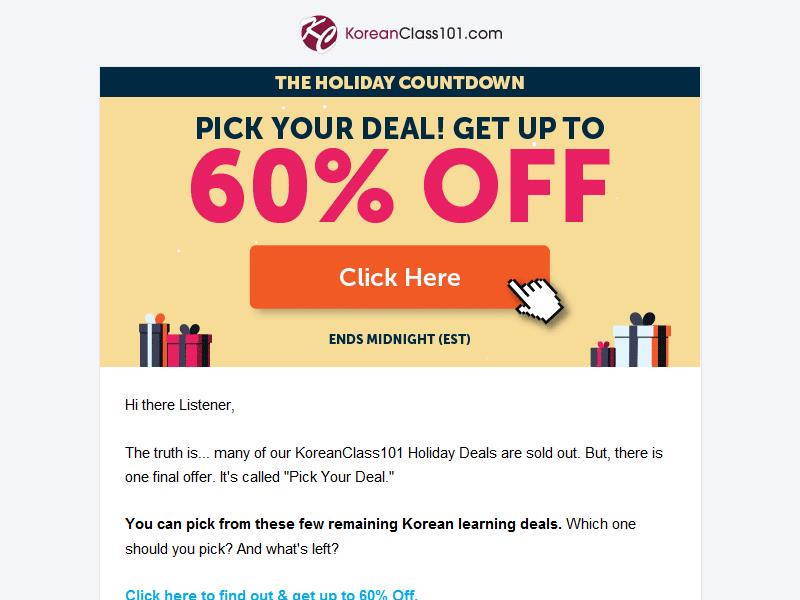 KoreanClass101.com
THE HOLIDAY COUNTDOWN
PICK YOUR DEAL! GET UP TO
60% OFF
Click Here
ENDS MIDNIGHT (EST)
Hi there Listener,
The truth is... many of our KoreanClass101 Holiday Deals are sold out. But, there is
one final offer. It's called "Pick Your Deal."
You can pick from these few remaining Korean learning deals. Which one
should you pick? And what's left?
Click here to find out & get up to 60% Off.